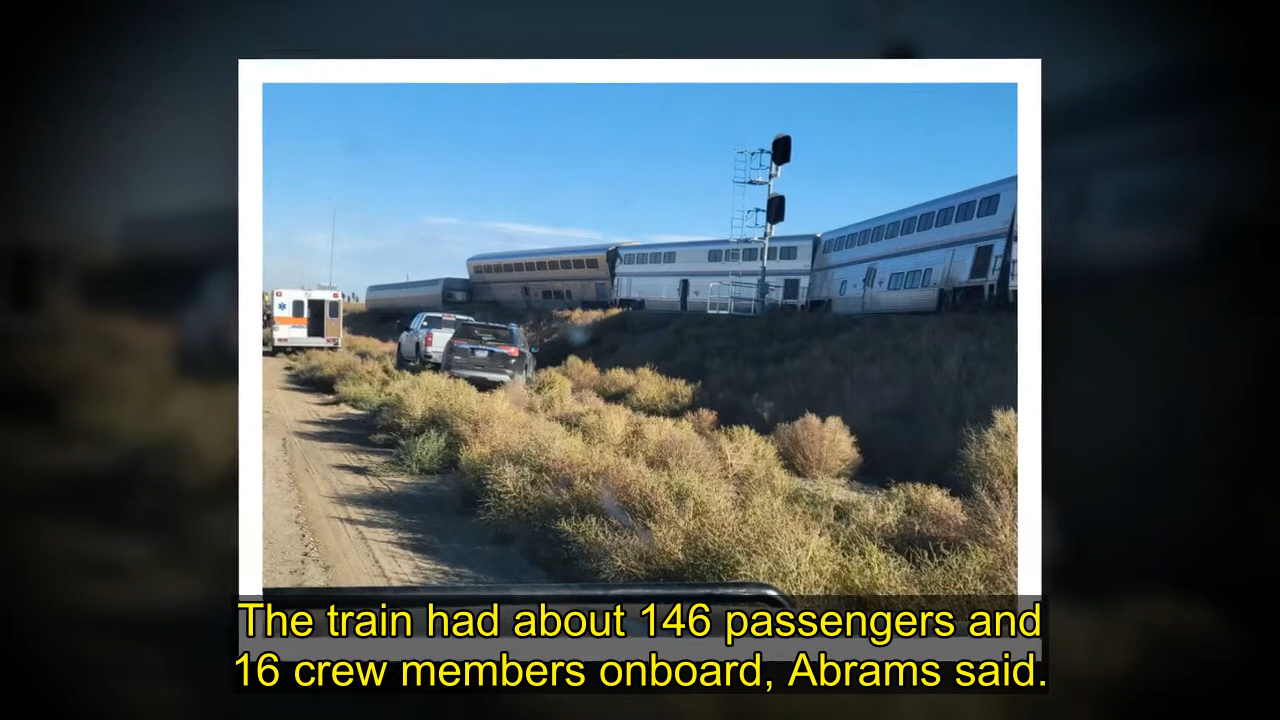 The train had about 146 passengers and
16 crew members onboard, Abrams said.